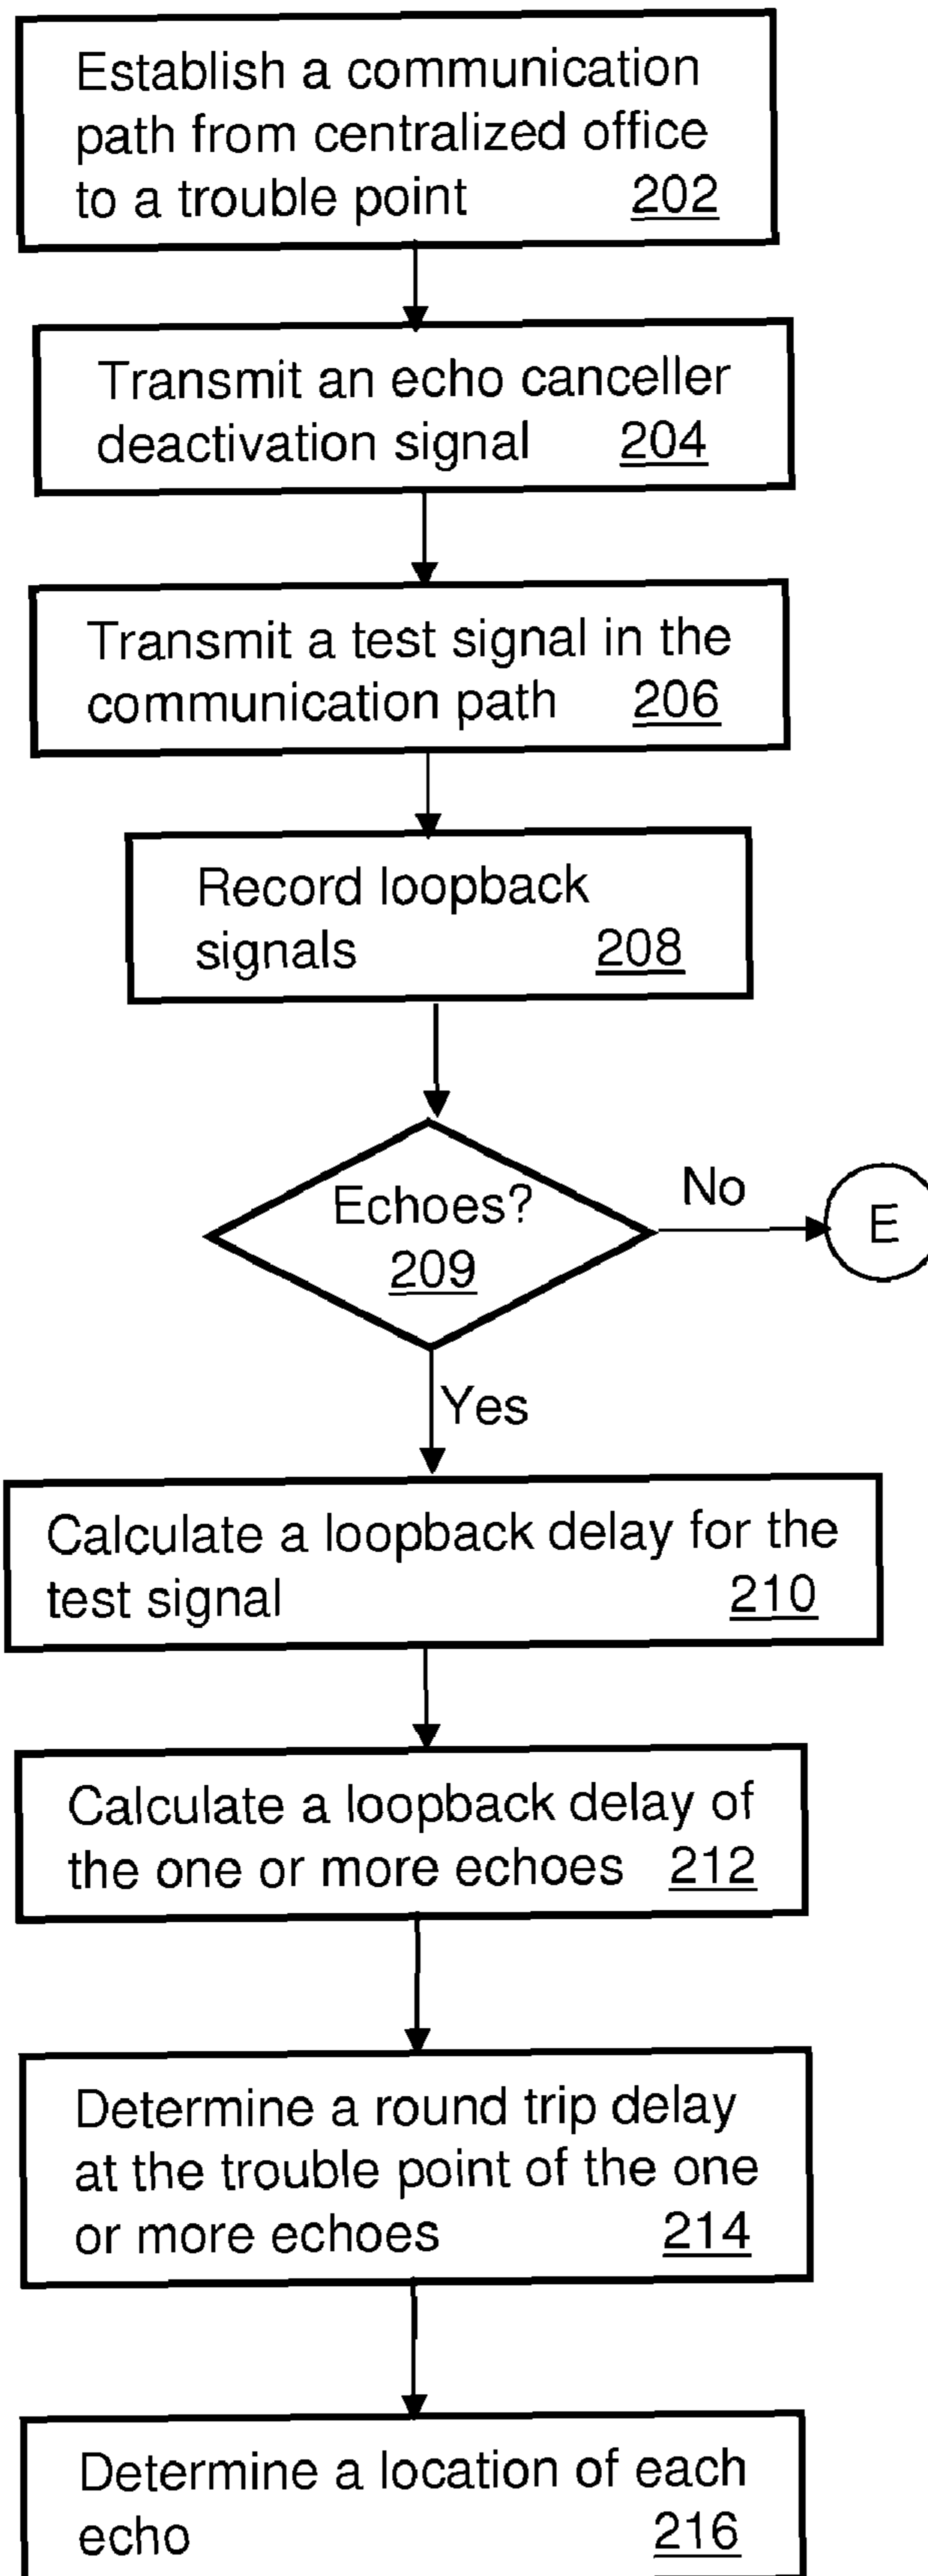 Establish a communication
path from centralized office
to a trouble point 202
Transmit an echo canceller
deactivation signal 204
Transmit a test signal in the
communication path 206
Record loopback
signals 208
Echoes?
209
No
E
Yes
Calculate a loopback delay for the
test signal 210
Calculate a loopback delay of
the one or more echoes 212
Determine a round trip delay
at the trouble point of the one
or more echoes 214
Determine a location of each
echo 216